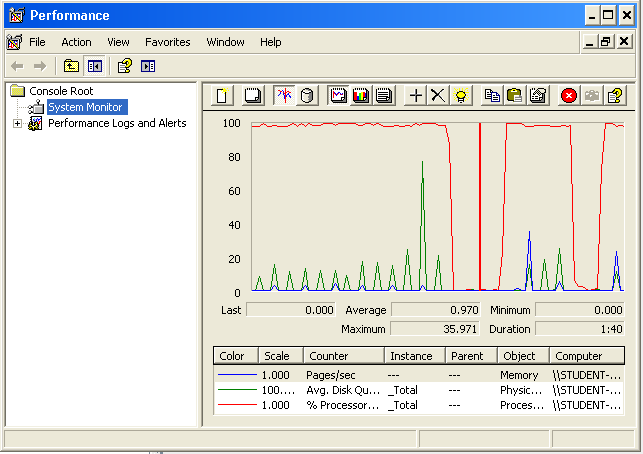 Performance
File Action View Favorites Window Help
Console Root
System Monitor
Performance Logs and Alerts
100
80
60
40
20
0
Last 0.000 Average 0.970 Minimum 0.000
Maximum 35.971 Duration 1:40
Color Scale Counter Instance Parent Object Computer
1.000 Pages/sec --- --- Memory \\STUDENT-...
100.... Avg. Disk Qu... _Total --- Physic... \\STUDENT-...
1.000 % Processor... _Total --- Proces... \\STUDENT-...